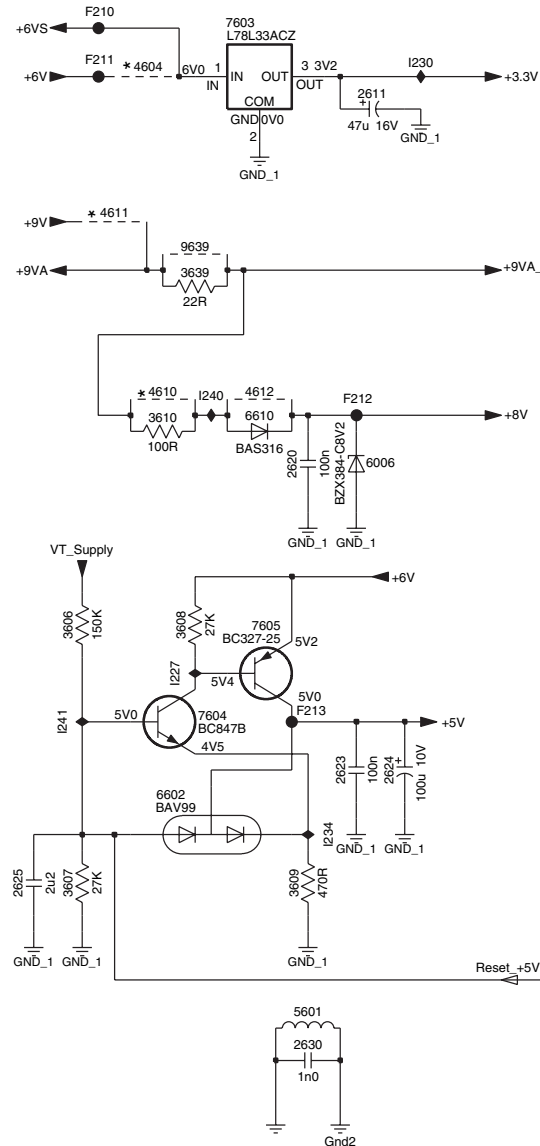 F210
+6VS
7603
L78L33ACZ
F211
+6V
* 4604
6V0
1
IN
IN
OUT
3 3V2
OUT
I230
+3.3V
COM
GND 0V0
2
GND_1
2611
+
47u 16V
GND_1
+9V
* 4611
+9VA
9639
3639
22R
+9VA_
* 4610
I240
3610
100R
4612
6610
BAS316
F212
+8V
2620
100n
BZX384-C8V2
6006
GND_1
GND_1
VT_Supply
+6V
3606
150K
3608
27K
7605
BC327-25
5V2
I227
5V4
5V0
F213
I241
5V0
7604
BC847B
4V5
+5V
2623
100n
2624
+
100u 10V
6602
BAV99
I234
GND_1
GND_1
2625
2u2
3607
27K
3609
470R
GND_1
GND_1
GND_1
Reset_+5V
5601
2630
1n0
Gnd2